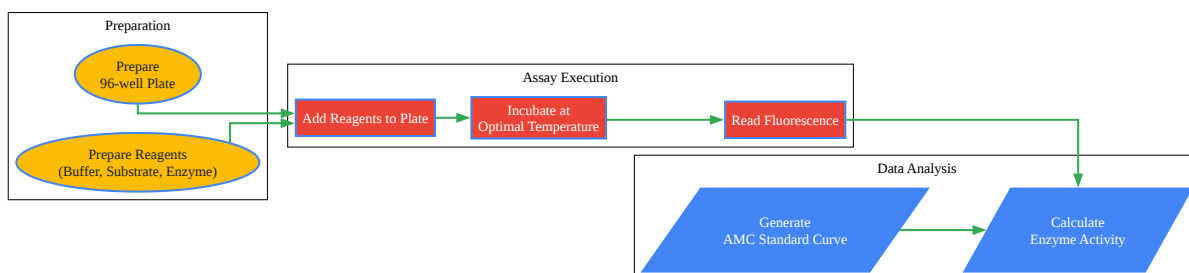 Preparation
Prepare
96-well Plate
Prepare Reagents
(Buffer, Substrate, Enzyme)
Assay Execution
Add Reagents to Plate
Incubate at
Optimal Temperature
Read Fluorescence
Data Analysis
Generate
AMC Standard Curve
Calculate
Enzyme Activity